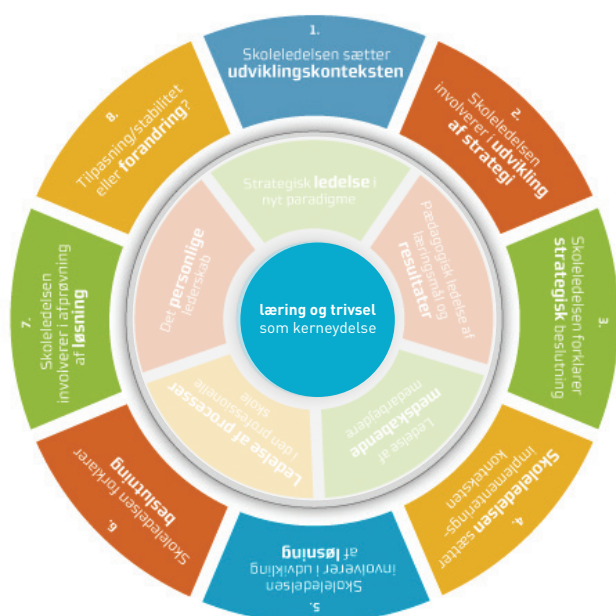 1.
Skoleledelsen sætter
udviklingskonteksten
2.
Skoleledelsen
involverer i udvikling
af strategi
3.
Skoleledelsen forklarer
strategisk beslutning
4.
Skoleledelsen sætter
Implementerings-
konteksten
5.
Skoleledelsen
involverer i udvikling
af løsning
6.
Skoleledelsen forklarer
beslutning
7.
Skoleledelsen
involverer i afprøvning
af løsning
8.
Tilpasning/stabilitet
eller forandring?
Strategisk ledelse i
nyt paradigme
Pædagogisk ledelse af
læringsmål og
resultater
Ledelse af
medskabende
medarbejdere
Ledelse af processer
i den professionelle
skole
Det personlige
lederskab
læring og trivsel
som kerneydelse